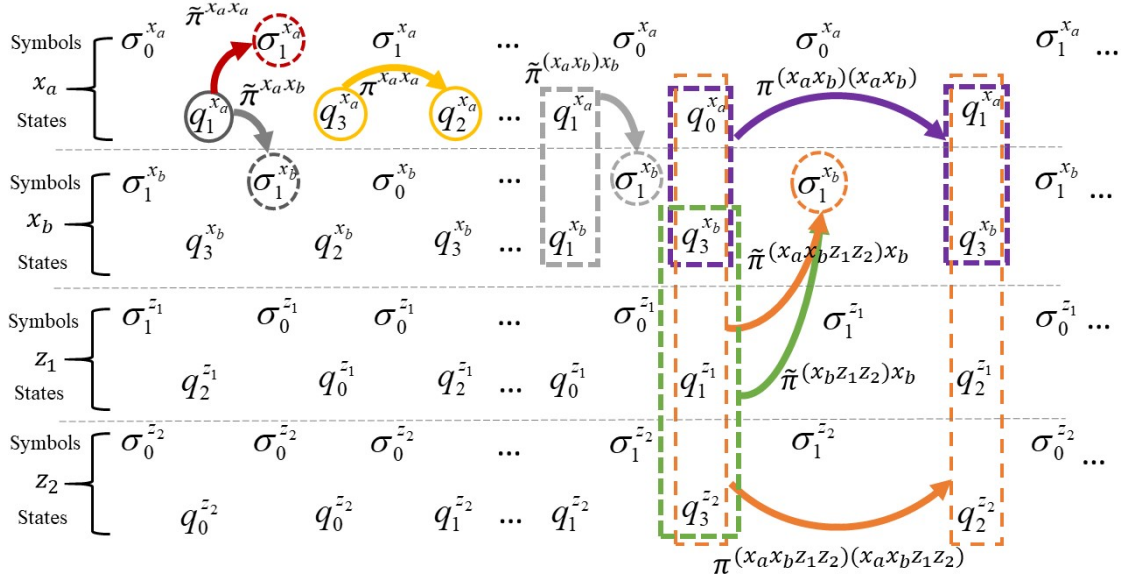 π̃^{x_a x_a}
Symbols σ_0^{x_a} σ_1^{x_a} σ_1^{x_a} ... σ_0^{x_a} σ_0^{x_a} σ_1^{x_a} ...
x_a π̃^{x_a x_b} π^{x_a x_a} π̃^{(x_a x_b)x_b} π^{(x_a x_b)(x_a x_b)}
States q_1^{x_a} q_3^{x_a} q_2^{x_a} ... q_1^{x_a} q_0^{x_a} q_1^{x_a}
Symbols σ_1^{x_b} σ_1^{x_b} σ_0^{x_b} ... σ_1^{x_b} σ_1^{x_b} σ_1^{x_b} ...
x_b
States q_3^{x_b} q_2^{x_b} q_3^{x_b} ... q_1^{x_b} q_3^{x_b} q_3^{x_b}
π̃^{(x_a x_b z_1 z_2)x_b}
Symbols σ_1^{z_1} σ_0^{z_1} σ_0^{z_1} ... σ_0^{z_1} σ_1^{z_1} σ_0^{z_1} ...
z_1
States q_2^{z_1} q_0^{z_1} q_2^{z_1} ... q_0^{z_1} q_1^{z_1} π̃^{(x_b z_1 z_2)x_b} q_2^{z_1}
Symbols σ_0^{z_2} σ_0^{z_2} σ_0^{z_2} ... σ_1^{z_2} σ_1^{z_2} σ_0^{z_2} ...
z_2
States q_0^{z_2} q_0^{z_2} q_1^{z_2} ... q_1^{z_2} q_3^{z_2} q_2^{z_2}
π^{(x_a x_b z_1 z_2)(x_a x_b z_1 z_2)}